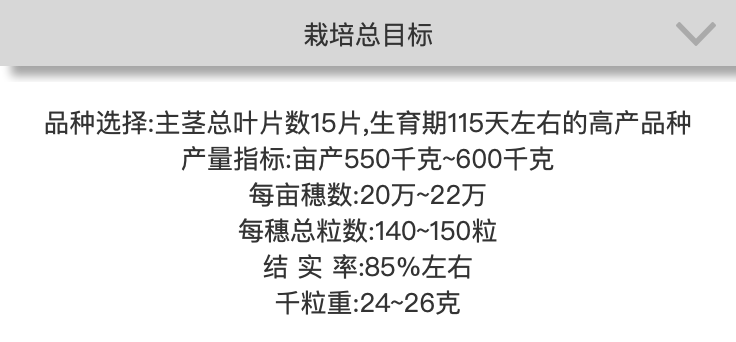 栽培总目标
品种选择:主茎总叶片数15片,生育期115天左右的高产品种
产量指标:亩产550千克~600千克
每亩穗数:20万~22万
每穗总粒数:140~150粒
结 实 率:85%左右
千粒重:24~26克